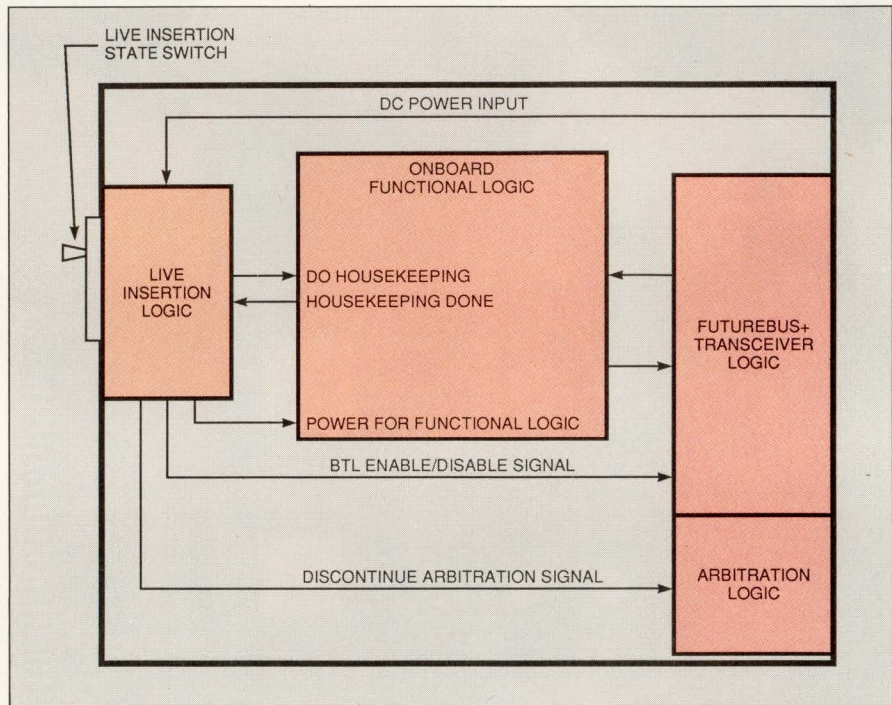 LIVE INSERTION
STATE SWITCH
DC POWER INPUT
ONBOARD
FUNCTIONAL LOGIC
LIVE
INSERTION
LOGIC
DO HOUSEKEEPING
HOUSEKEEPING DONE
FUTUREBUS+
TRANSCEIVER
LOGIC
POWER FOR FUNCTIONAL LOGIC
BTL ENABLE/DISABLE SIGNAL
DISCONTINUE ARBITRATION SIGNAL
ARBITRATION
LOGIC